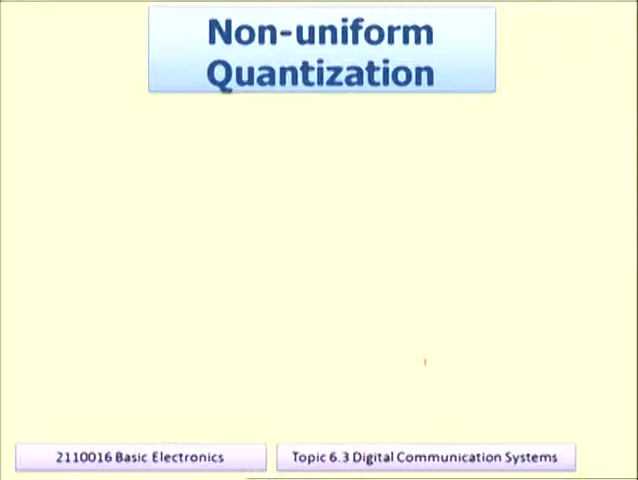 Non-uniform
Quantization
2110016 Basic Electronics
Topic 6.3 Digital Communication Systems